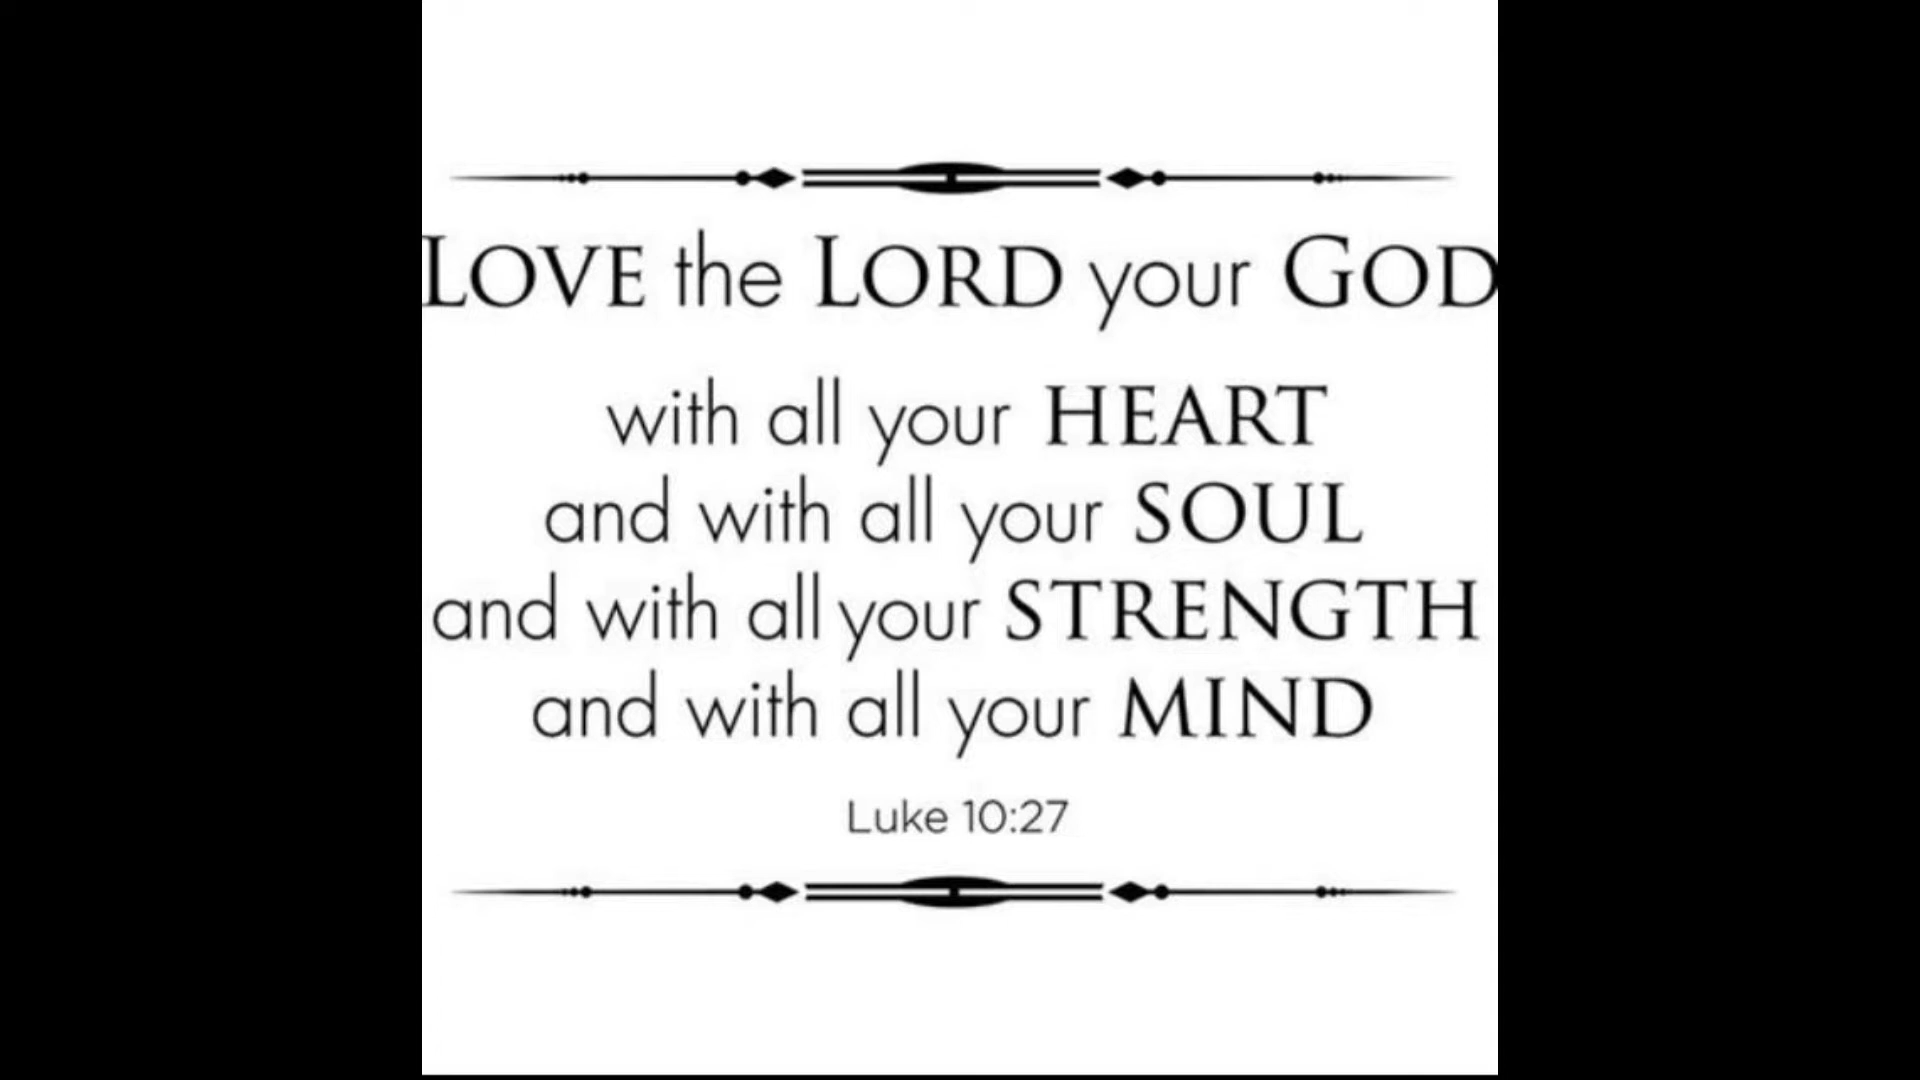 LOVE the LORD your GOD
with all your HEART
and with all your SOUL
and with all your STRENGTH
and with all your MIND
Luke 10:27